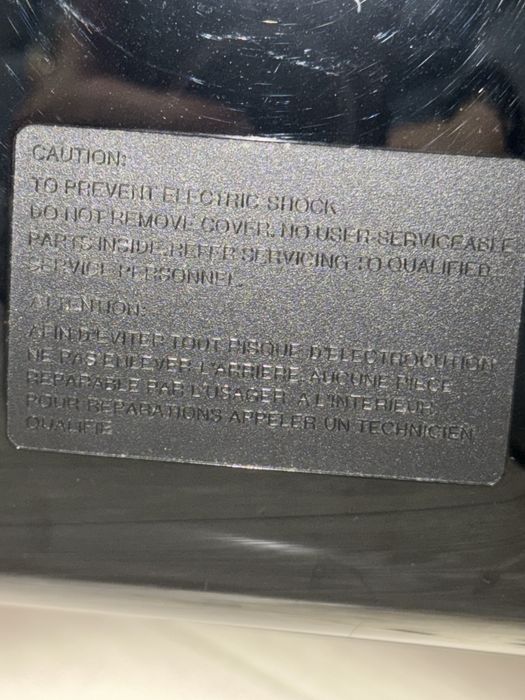 CAUTION:
TO PREVENT ELECTRIC SHOCK
DO NOT REMOVE COVER. NO USER-SERVICEABLE
PARTS INSIDE. REFER SERVICING TO QUALIFIED
SERVICE PERSONNEL.
ATTENTION:
AFIN D'EVITER TOUT RISQUE D'ELECTROCUTION
NE PAS ENLEVER L'ARRIERE. AUCUNE PIECE
REPARABLE PAR L'USAGER A L'INTERIEUR.
POUR REPARATIONS APPELER UN TECHNICIEN
QUALIFIE